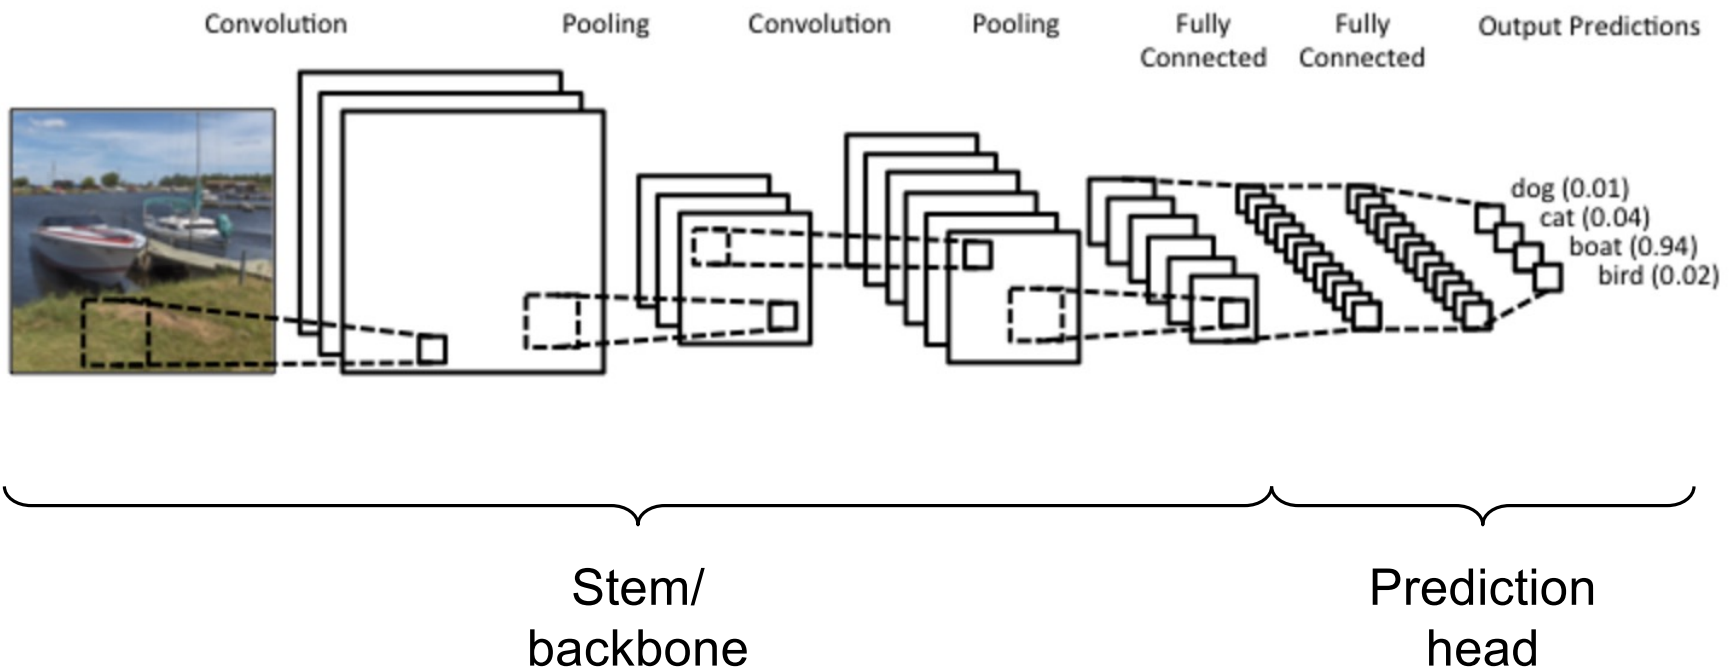 Convolution
Pooling
Convolution
Pooling
Fully
Connected
Fully
Connected
Output Predictions
dog (0.01)
cat (0.04)
boat (0.94)
bird (0.02)
Stem/
backbone
Prediction
head